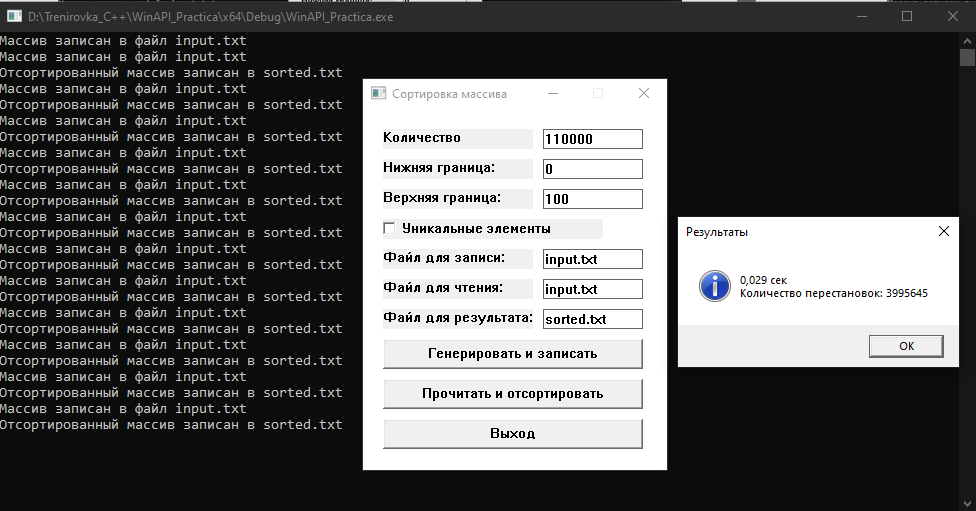 D:\Trenirovka_C++\WinAPI_Practica\x64\Debug\WinAPI_Practica.exe
Массив записан в файл input.txt
Массив записан в файл input.txt
Отсортированный массив записан в sorted.txt
Массив записан в файл input.txt
Отсортированный массив записан в sorted.txt
Массив записан в файл input.txt
Отсортированный массив записан в sorted.txt
Массив записан в файл input.txt
Отсортированный массив записан в sorted.txt
Массив записан в файл input.txt
Отсортированный массив записан в sorted.txt
Массив записан в файл input.txt
Отсортированный массив записан в sorted.txt
Массив записан в файл input.txt
Отсортированный массив записан в sorted.txt
Массив записан в файл input.txt
Отсортированный массив записан в sorted.txt
Массив записан в файл input.txt
Отсортированный массив записан в sorted.txt
Массив записан в файл input.txt
Отсортированный массив записан в sorted.txt
Массив записан в файл input.txt
Отсортированный массив записан в sorted.txt
Массив записан в файл input.txt
Отсортированный массив записан в sorted.txt
Сортировка массива
Количество 110000
Нижняя граница: 0
Верхняя граница: 100
Уникальные элементы
Файл для записи: input.txt
Файл для чтения: input.txt
Файл для результата: sorted.txt
Генерировать и записать
Прочитать и отсортировать
Выход
Результаты
0,029 сек
Количество перестановок: 3995645
OK